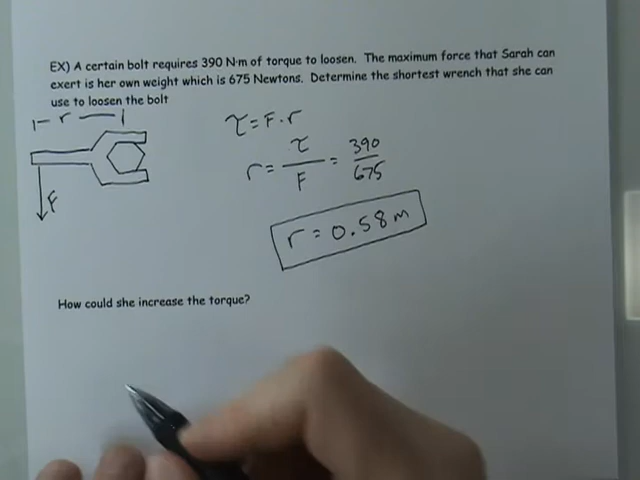 EX) A certain bolt requires 390 N·m of torque to loosen. The maximum force that Sarah can
exert is her own weight which is 675 Newtons. Determine the shortest wrench that she can
use to loosen the bolt
r
τ = F · r
r = τ / F = 390 / 675
F
r = 0.58 m
How could she increase the torque?